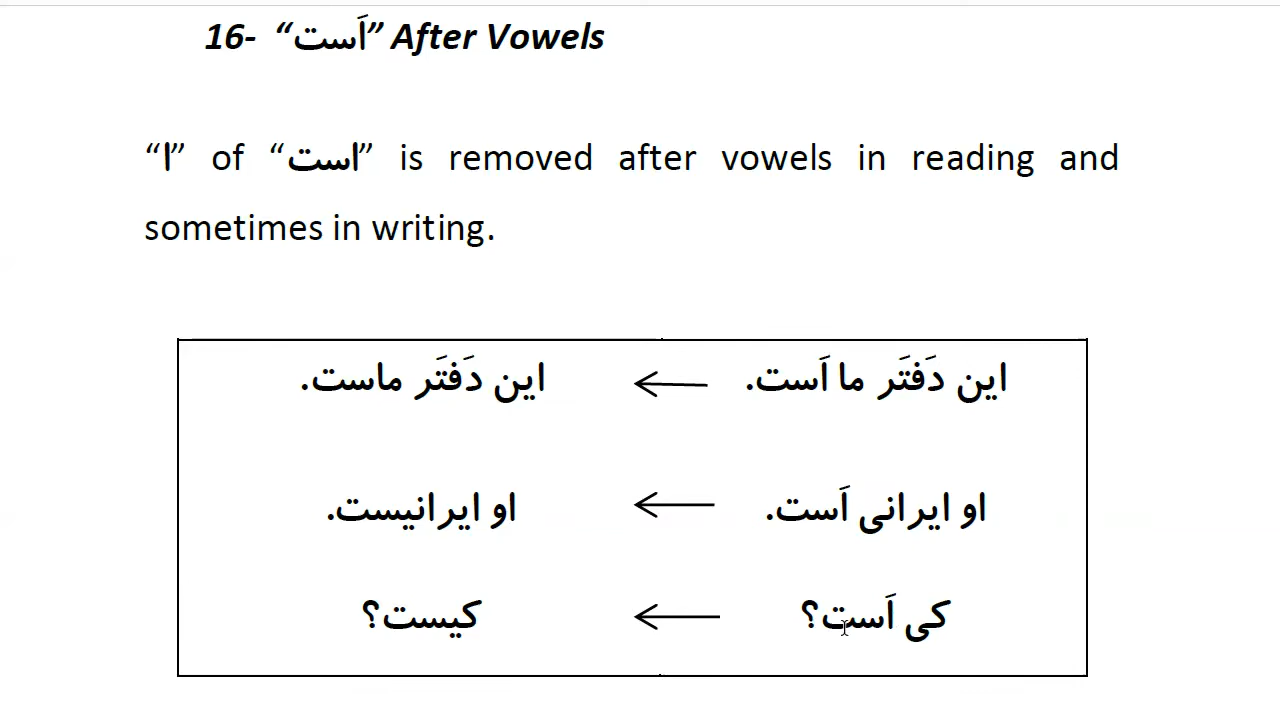 16- “اَست” After Vowels
“ا” of “است” is removed after vowels in reading and
sometimes in writing.
این دَفتَر ما اَست. ← این دَفتَر ماست.
او ایرانی اَست. ← او ایرانیست.
کی اَست؟ ← کیست؟